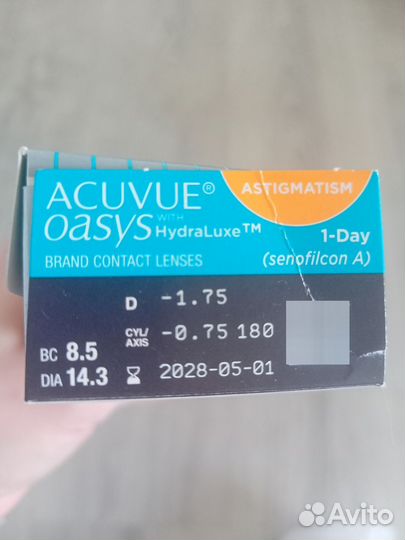 ASTIGMATISM
ACUVUE®
OASYS WITH HydraLuxe™
1-Day
BRAND CONTACT LENSES
(senofilcon A)
D -1.75
CYL/AXIS -0.75 180
BC 8.5
DIA 14.3
2028-05-01
Avito